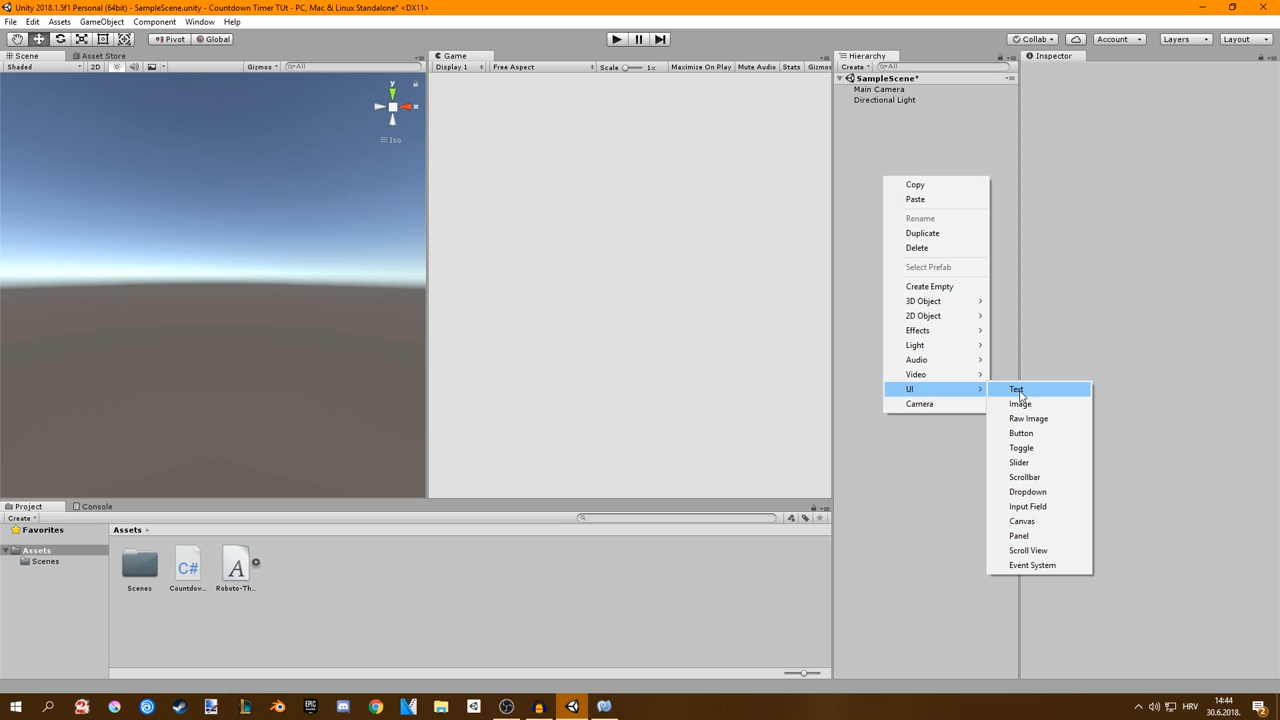 Unity 2018.1.5f1 Personal (64bit) - SampleScene.unity - Countdown Timer TUt - PC, Mac & Linux Standalone* <DX11>
File Edit Assets GameObject Component Window Help
Pivot Global Collab Account Layers Layout
Scene Asset Store
Shaded 2D Gizmos All
y
x
Iso
Game
Display 1 Free Aspect Scale 1x Maximize On Play Mute Audio Stats Gizmos
Hierarchy
Create All
SampleScene*
Main Camera
Directional Light
Inspector
Copy
Paste
Rename
Duplicate
Delete
Select Prefab
Create Empty
3D Object
2D Object
Effects
Light
Audio
Video
UI
Camera
Text
Image
Raw Image
Button
Toggle
Slider
Scrollbar
Dropdown
Input Field
Canvas
Panel
Scroll View
Event System
Project Console
Create
Favorites
Assets
Scenes
Assets
C#
A
Scenes
Countdov...
Roboto-Th...
EPIC
HRV
14:44
30.6.2018.
2